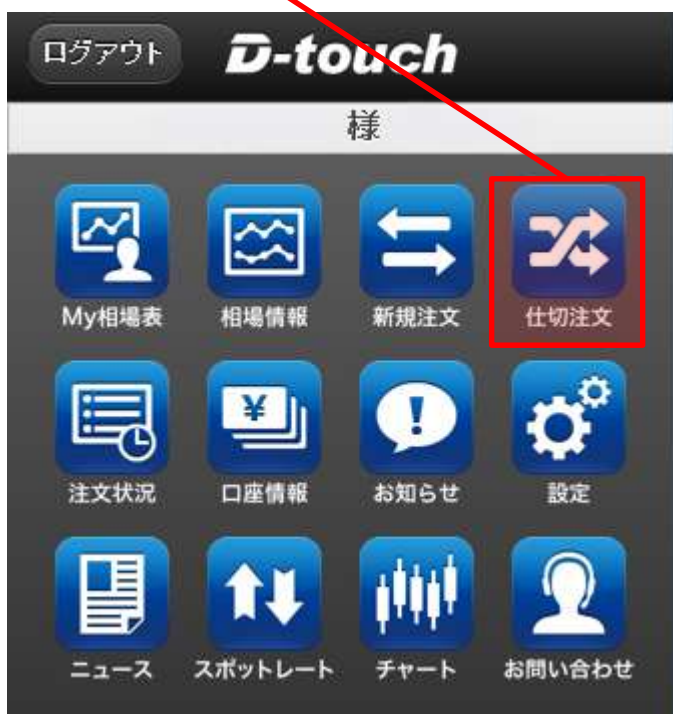 ログアウト D-touch
様
My相場表 相場情報 新規注文 仕切注文
注文状況 口座情報 お知らせ 設定
ニュース スポットレート チャート お問い合わせ